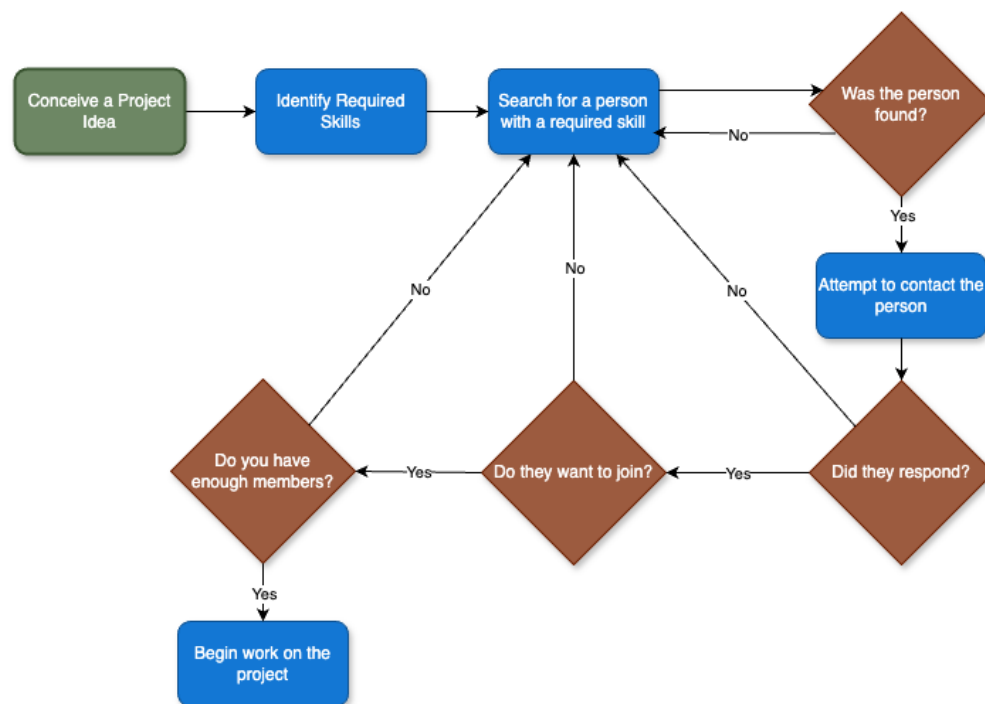 Conceive a Project
Idea
Identify Required
Skills
Search for a person
with a required skill
Was the person
found?
No
Yes
Attempt to contact the
person
No
No
No
Did they respond?
Yes
Do they want to join?
Yes
Do you have
enough members?
Yes
Begin work on the
project